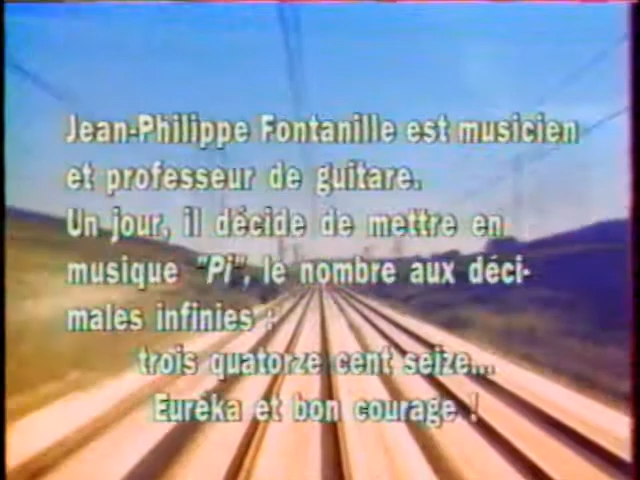 Jean-Philippe Fontanille est musicien
et professeur de guitare.
Un jour, il décide de mettre en
musique "Pi", le nombre aux déci-
males infinies :
trois quatorze cent seize...
Euréka et bon courage !